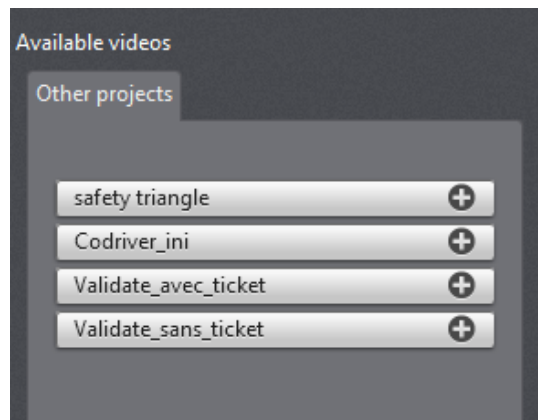 Available videos
Other projects
safety triangle
Codriver_ini
Validate_avec_ticket
Validate_sans_ticket